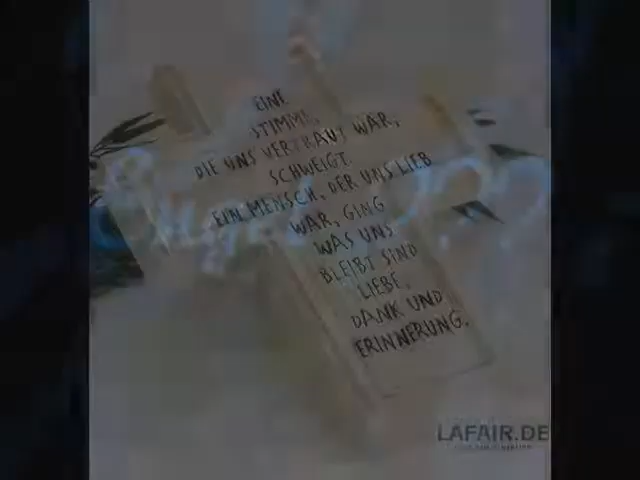 EINE
STIMME,
DIE UNS VERTRAUT WAR,
SCHWEIGT.
EIN MENSCH, DER UNS LIEB
WAR, GING
WAS UNS
BLEIBT SIND
LIEBE,
DANK UND
ERINNERUNG.
LAFAIR.DE